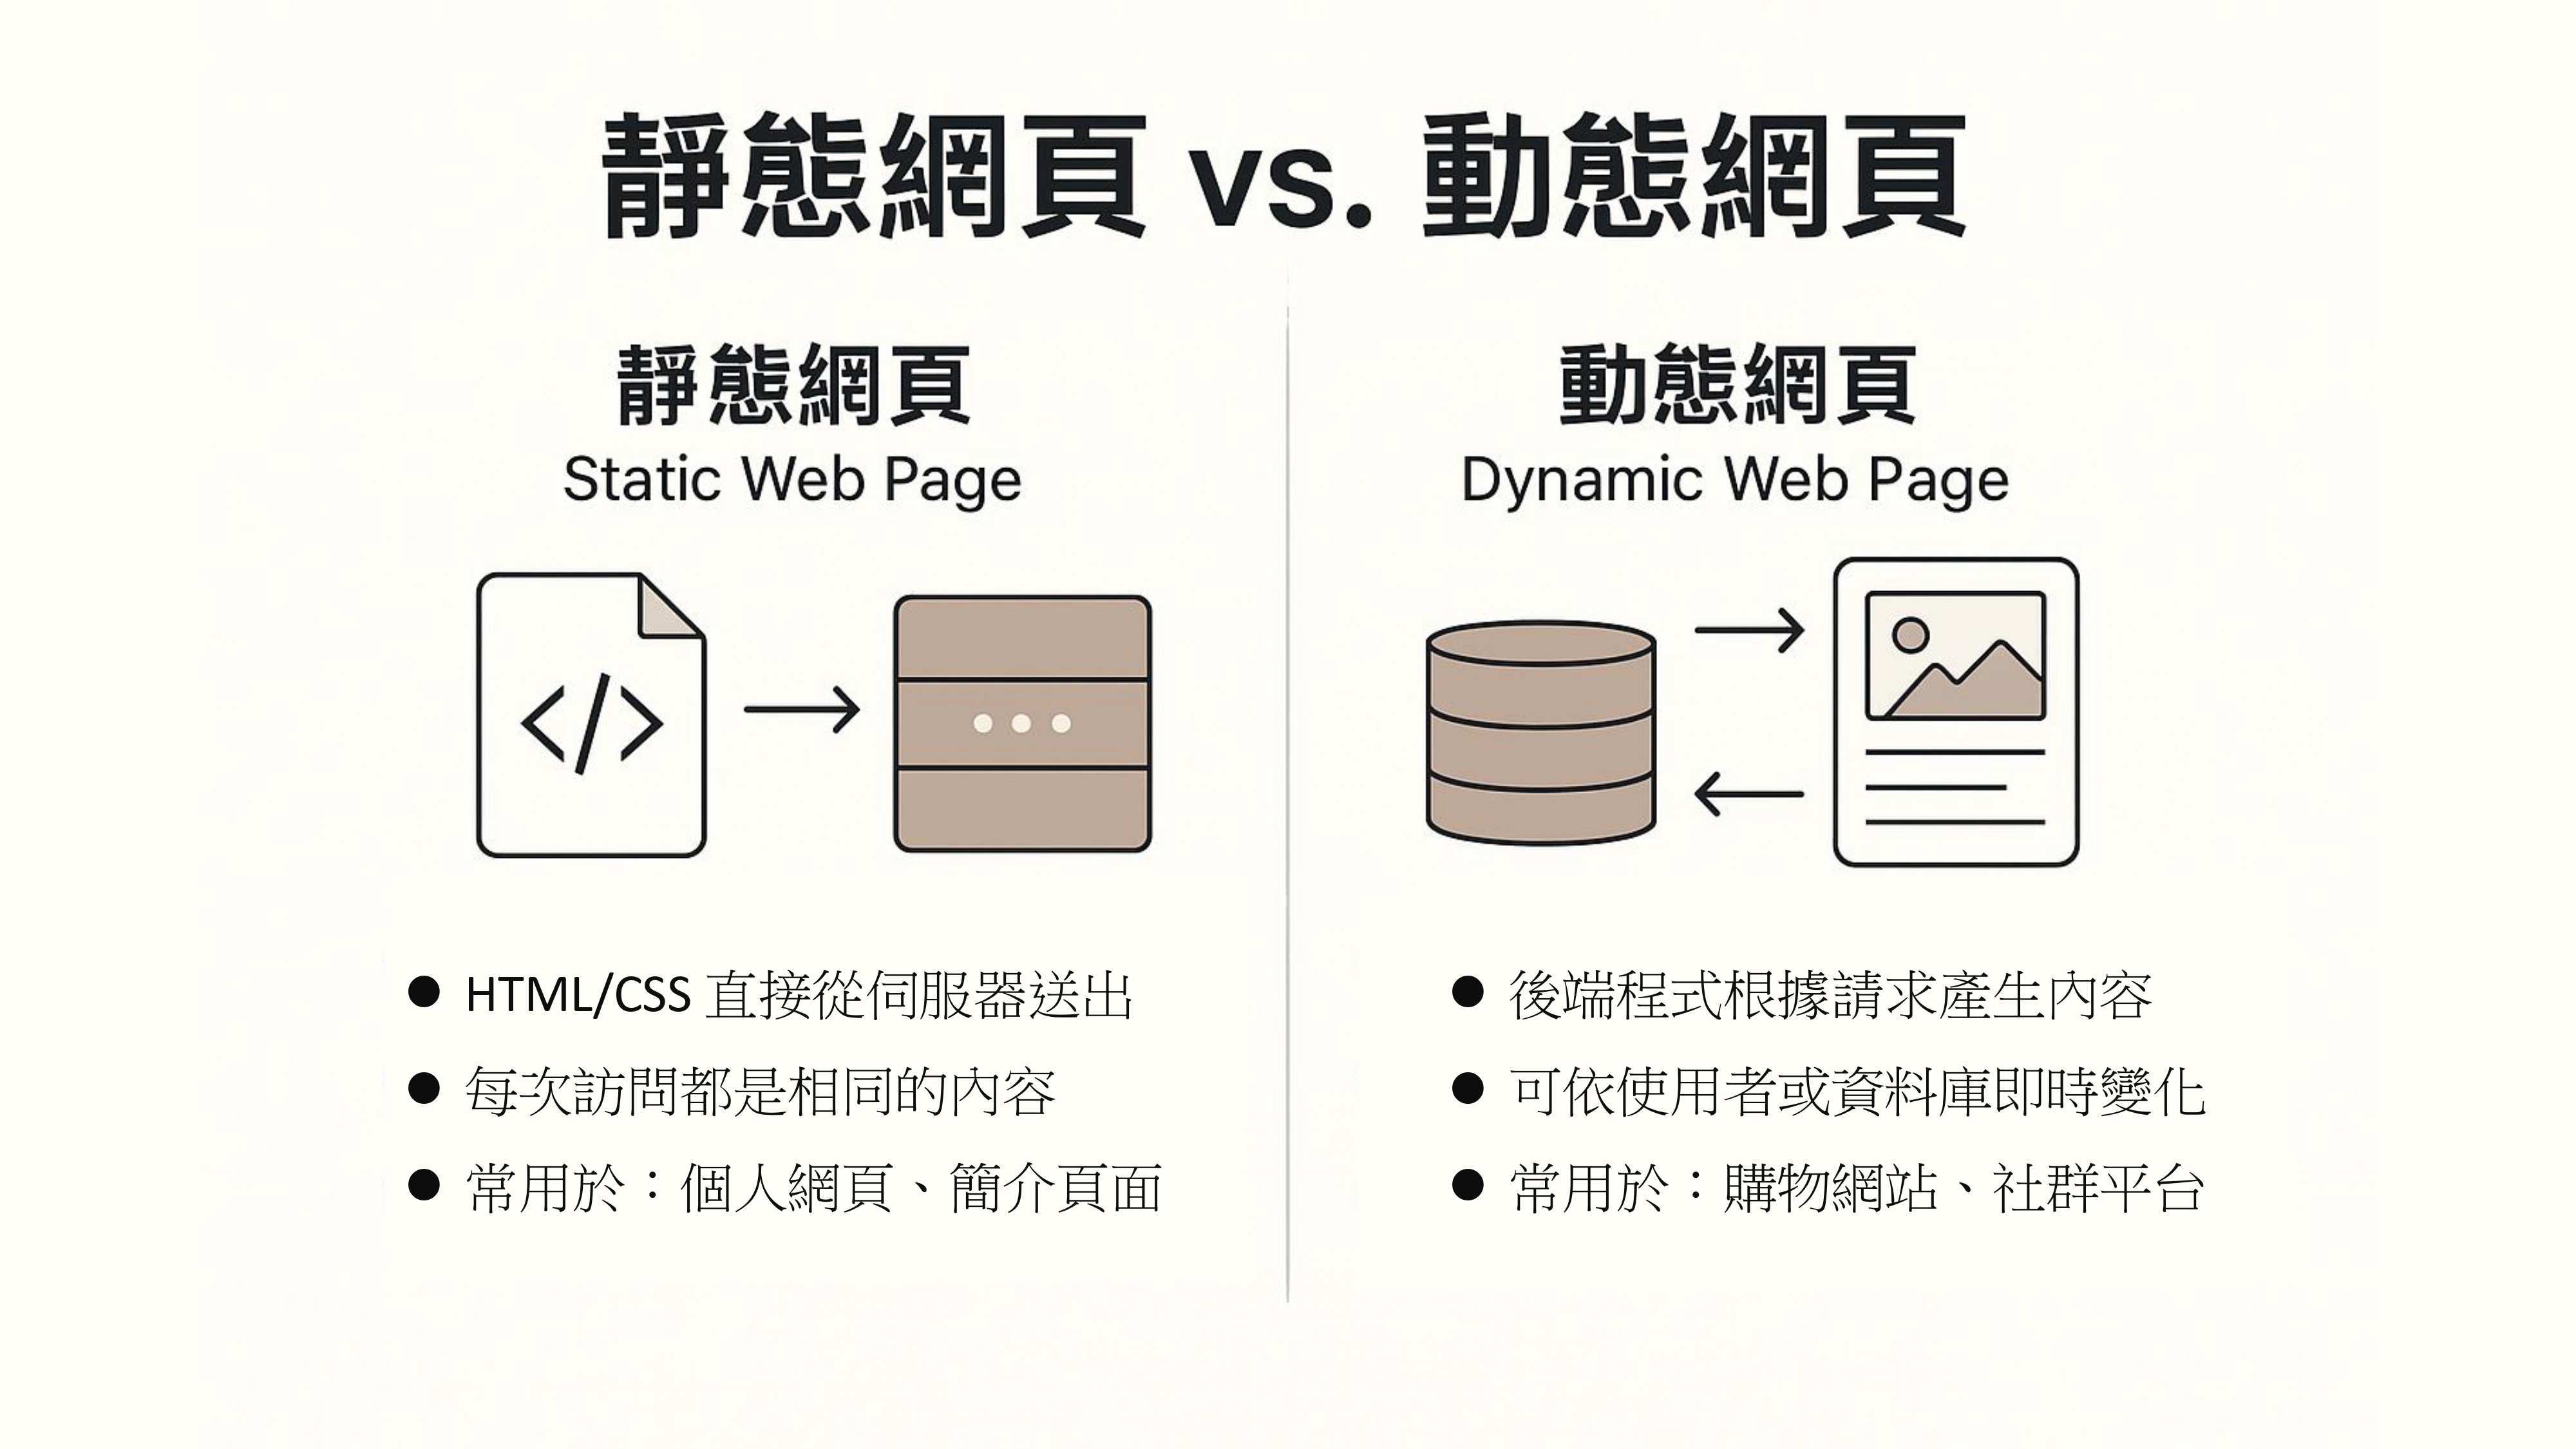 靜態網頁 vs. 動態網頁
靜態網頁
Static Web Page
</>
HTML/CSS 直接從伺服器送出
每次訪問都是相同的內容
常用於：個人網頁、簡介頁面
動態網頁
Dynamic Web Page
後端程式根據請求產生內容
可依使用者或資料庫即時變化
常用於：購物網站、社群平台